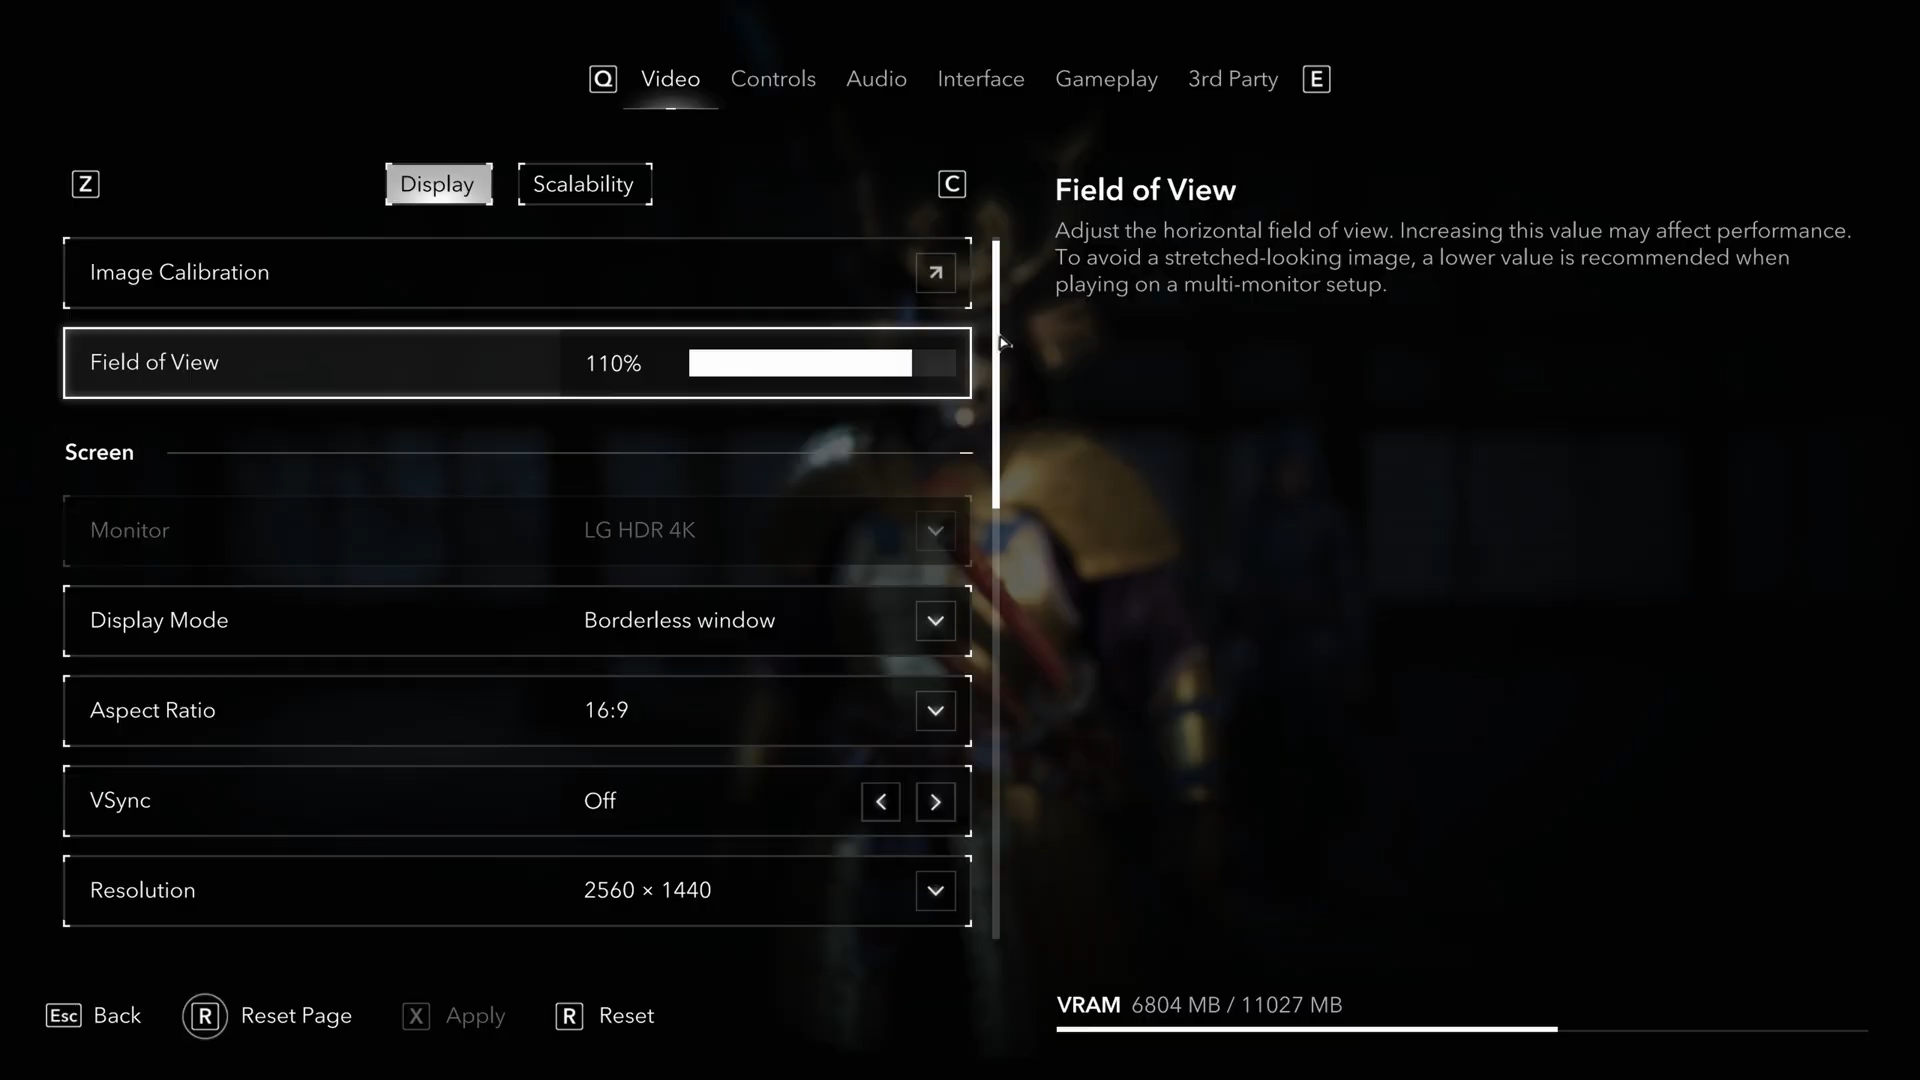 Q Video Controls Audio Interface Gameplay 3rd Party E
Z Display Scalability C
Image Calibration
Field of View 110%
Screen
Monitor LG HDR 4K
Display Mode Borderless window
Aspect Ratio 16:9
VSync Off
Resolution 2560 × 1440
Field of View
Adjust the horizontal field of view. Increasing this value may affect performance.
To avoid a stretched-looking image, a lower value is recommended when
playing on a multi-monitor setup.
Esc Back R Reset Page X Apply R Reset
VRAM 6804 MB / 11027 MB